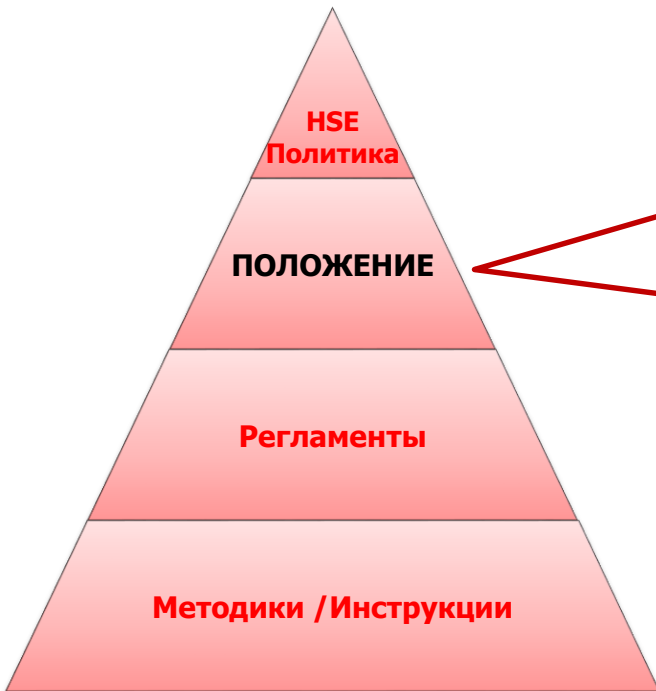 HSE
Политика
ПОЛОЖЕНИЕ
Регламенты
Методики /Инструкции